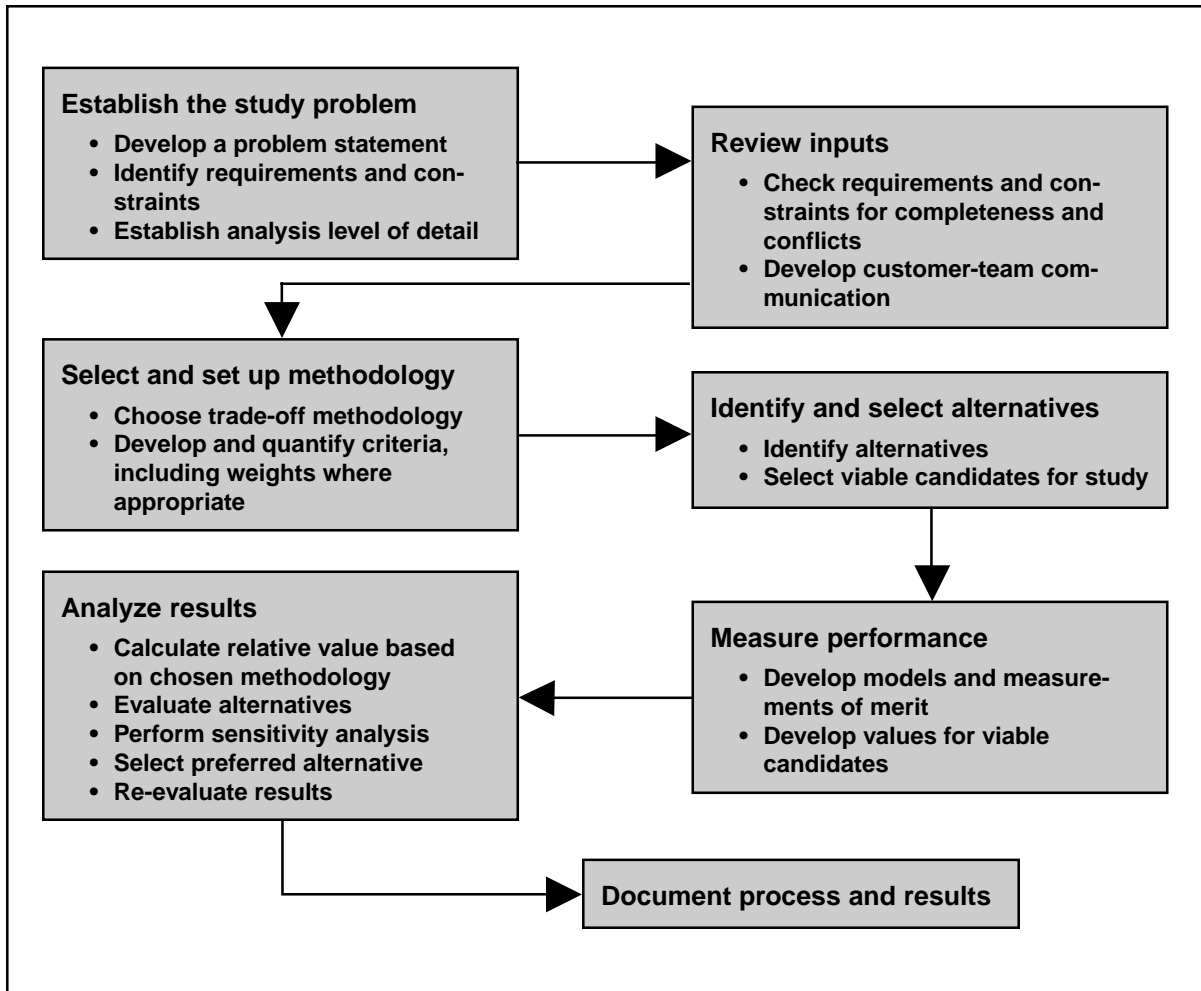 Establish the study problem
• Develop a problem statement
• Identify requirements and con-
straints
• Establish analysis level of detail
Review inputs
• Check requirements and con-
straints for completeness and
conflicts
• Develop customer-team com-
munication
Select and set up methodology
• Choose trade-off methodology
• Develop and quantify criteria,
including weights where
appropriate
Identify and select alternatives
• Identify alternatives
• Select viable candidates for study
Measure performance
• Develop models and measure-
ments of merit
• Develop values for viable
candidates
Analyze results
• Calculate relative value based
on chosen methodology
• Evaluate alternatives
• Perform sensitivity analysis
• Select preferred alternative
• Re-evaluate results
Document process and results